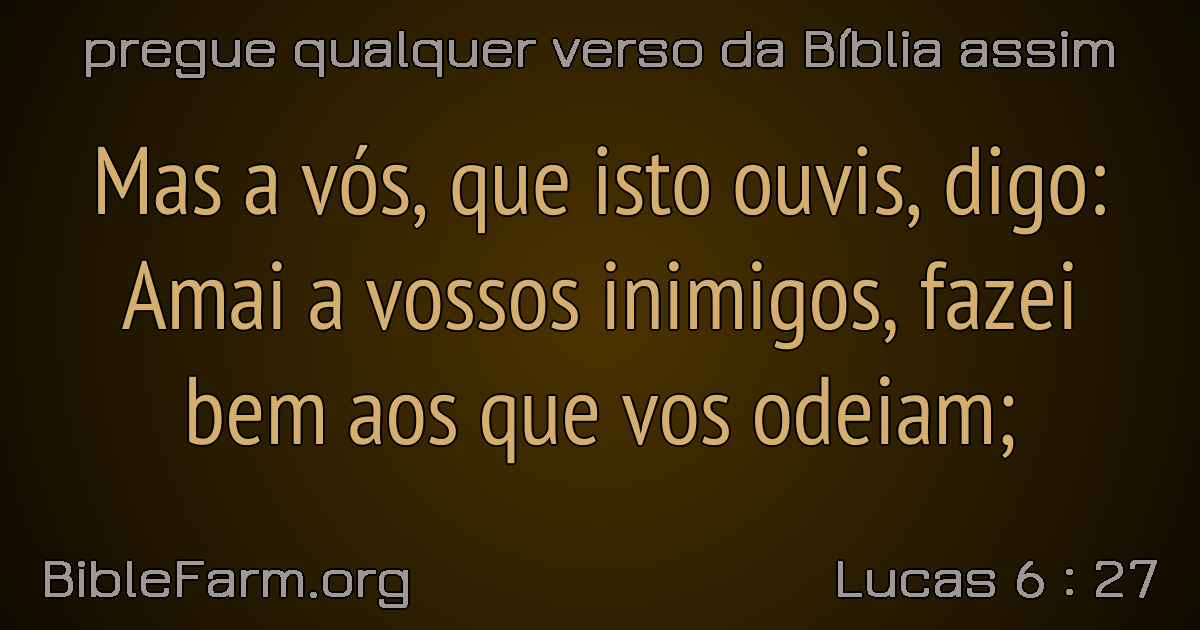 pregue qualquer verso da Bíblia assim
Mas a vós, que isto ouvis, digo:
Amai a vossos inimigos, fazei
bem aos que vos odeiam;
BibleFarm.org
Lucas 6 : 27